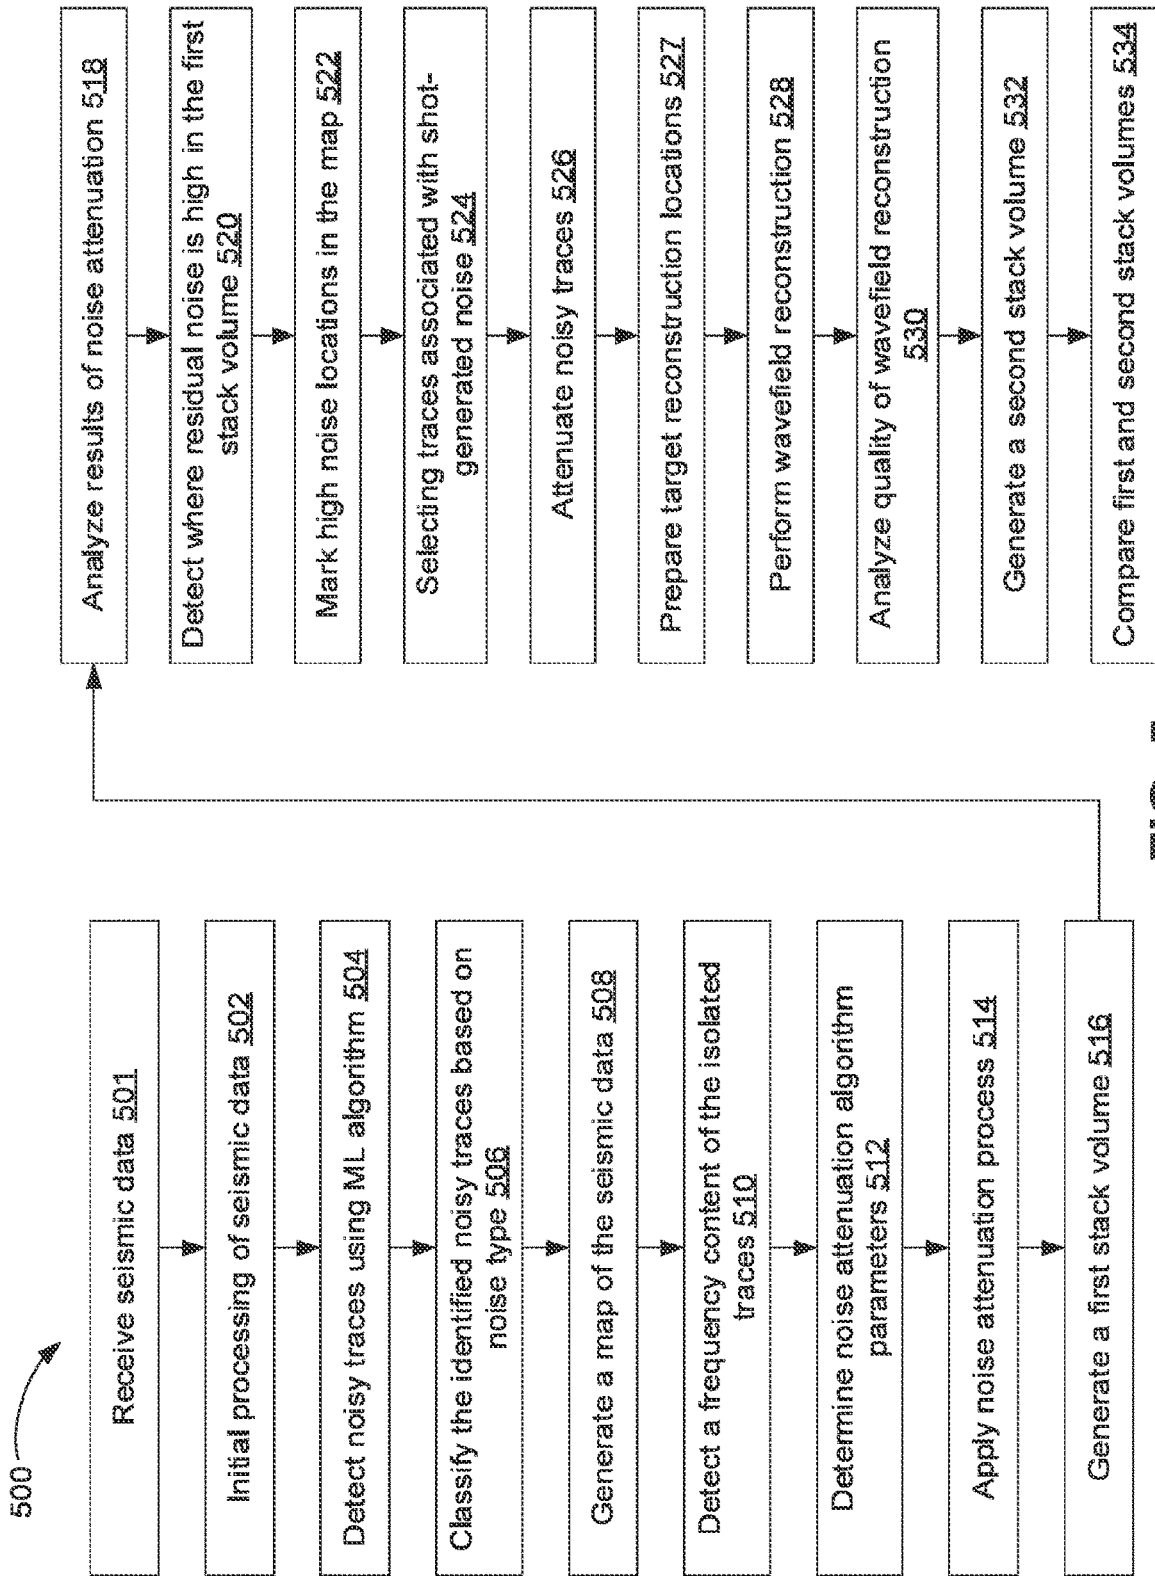 500
Receive seismic data 501
Initial processing of seismic data 502
Detect noisy traces using ML algorithm 504
Classify the identified noisy traces based on
noise type 506
Generate a map of the seismic data 508
Detect a frequency content of the isolated
traces 510
Determine noise attenuation algorithm
parameters 512
Apply noise attenuation process 514
Generate a first stack volume 516
Analyze results of noise attenuation 518
Detect where residual noise is high in the first
stack volume 520
Mark high noise locations in the map 522
Selecting traces associated with shot-
generated noise 524
Attenuate noisy traces 526
Prepare target reconstruction locations 527
Perform wavefield reconstruction 528
Analyze quality of wavefield reconstruction
530
Generate a second stack volume 532
Compare first and second stack volumes 534